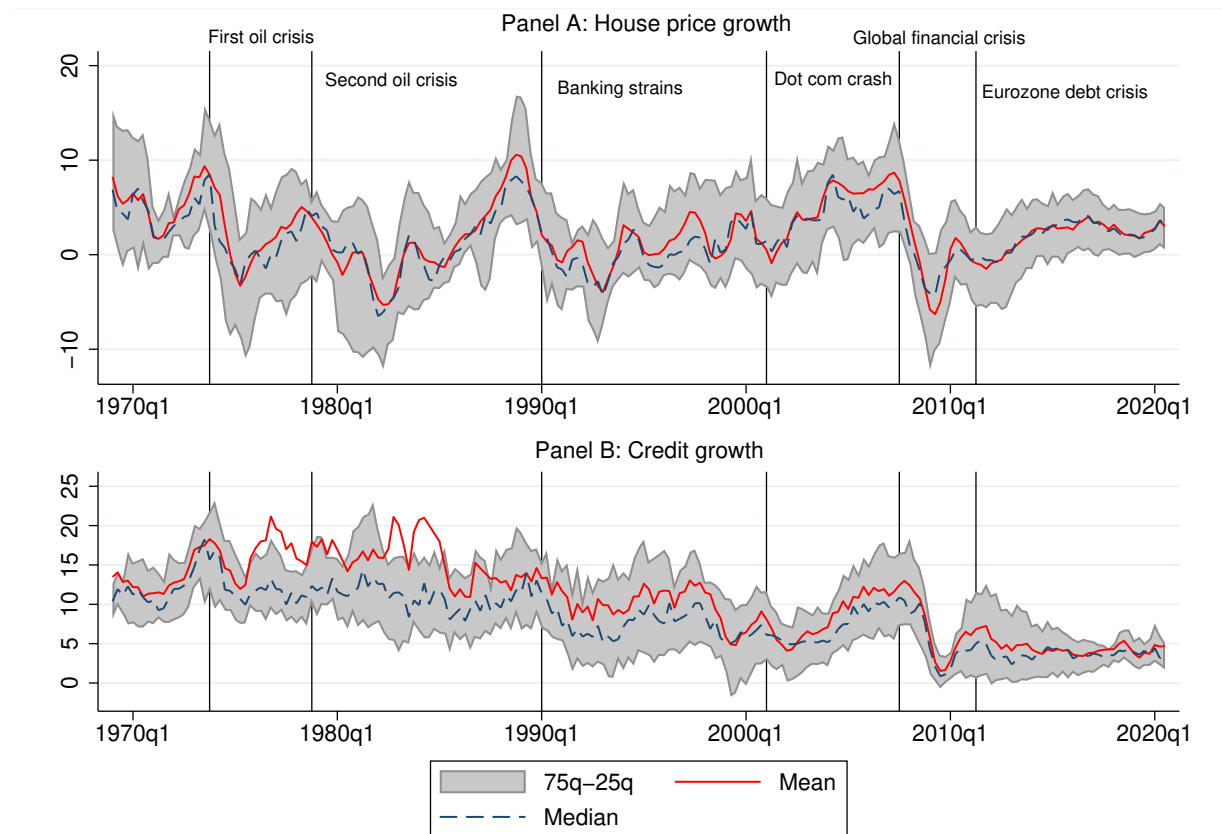 Panel A: House price growth
First oil crisis
Global financial crisis
Second oil crisis
Banking strains
Dot com crash
Eurozone debt crisis
20
10
0
−10
1970q1
1980q1
1990q1
2000q1
2010q1
2020q1
Panel B: Credit growth
25
20
15
10
5
0
1970q1
1980q1
1990q1
2000q1
2010q1
2020q1
75q−25q
Mean
Median